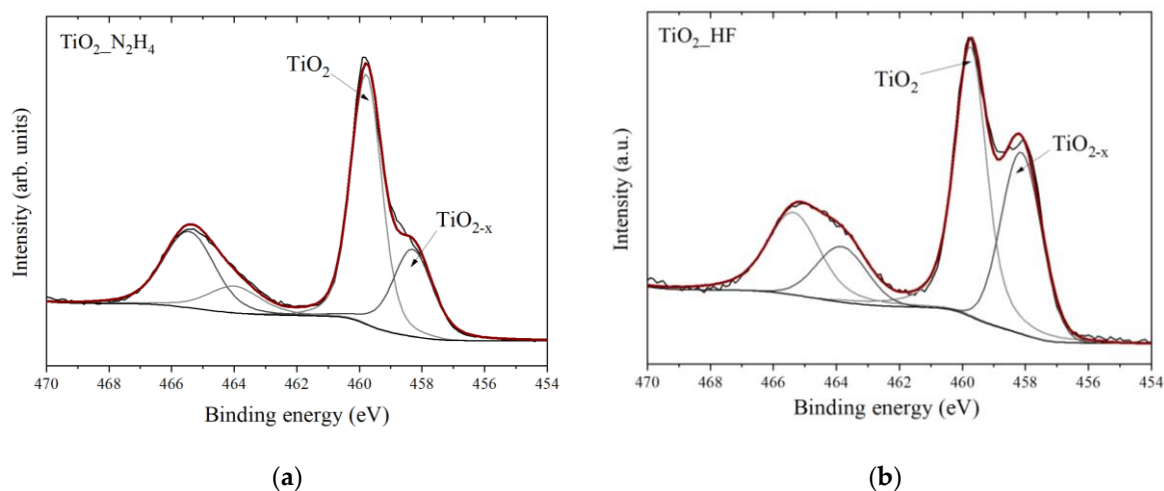 TiO₂_N₂H₄
TiO₂
TiO₂₋ₓ
Intensity (arb. units)
470 468 466 464 462 460 458 456 454
Binding energy (eV)
(a)
TiO₂_HF
TiO₂
TiO₂₋ₓ
Intensity (a.u.)
470 468 466 464 462 460 458 456 454
Binding energy (eV)
(b)